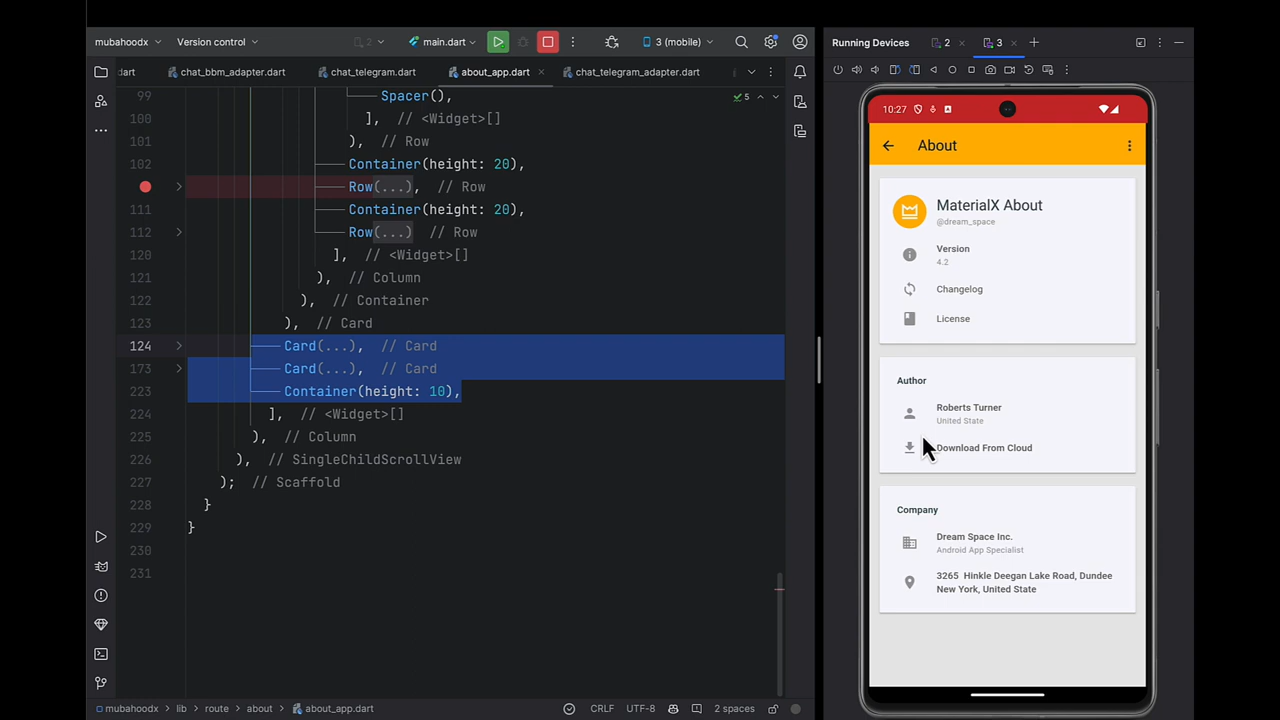 mubahoodx
Version control
2
main.dart
3 (mobile)
Running Devices
2
3
dart
chat_bbm_adapter.dart
chat_telegram.dart
about_app.dart
chat_telegram_adapter.dart
99 Spacer(),
5
100 ], // <Widget>[]
101 ), // Row
102 Container(height: 20),
Row(...), // Row
111 Container(height: 20),
112 Row(...) // Row
120 ], // <Widget>[]
121 ), // Column
122 ), // Container
123 ), // Card
124 Card(...), // Card
173 Card(...), // Card
223 Container(height: 10),
224 ], // <Widget>[]
225 ), // Column
226 ), // SingleChildScrollView
227 ); // Scaffold
228 }
229 }
230
231
10:27
About
MaterialX About
@dream_space
Version
4.2
Changelog
License
Author
Roberts Turner
United State
Download From Cloud
Company
Dream Space Inc.
Android App Specialist
3265 Hinkle Deegan Lake Road, Dundee
New York, United State
mubahoodx > lib > route > about > about_app.dart
CRLF
UTF-8
2 spaces